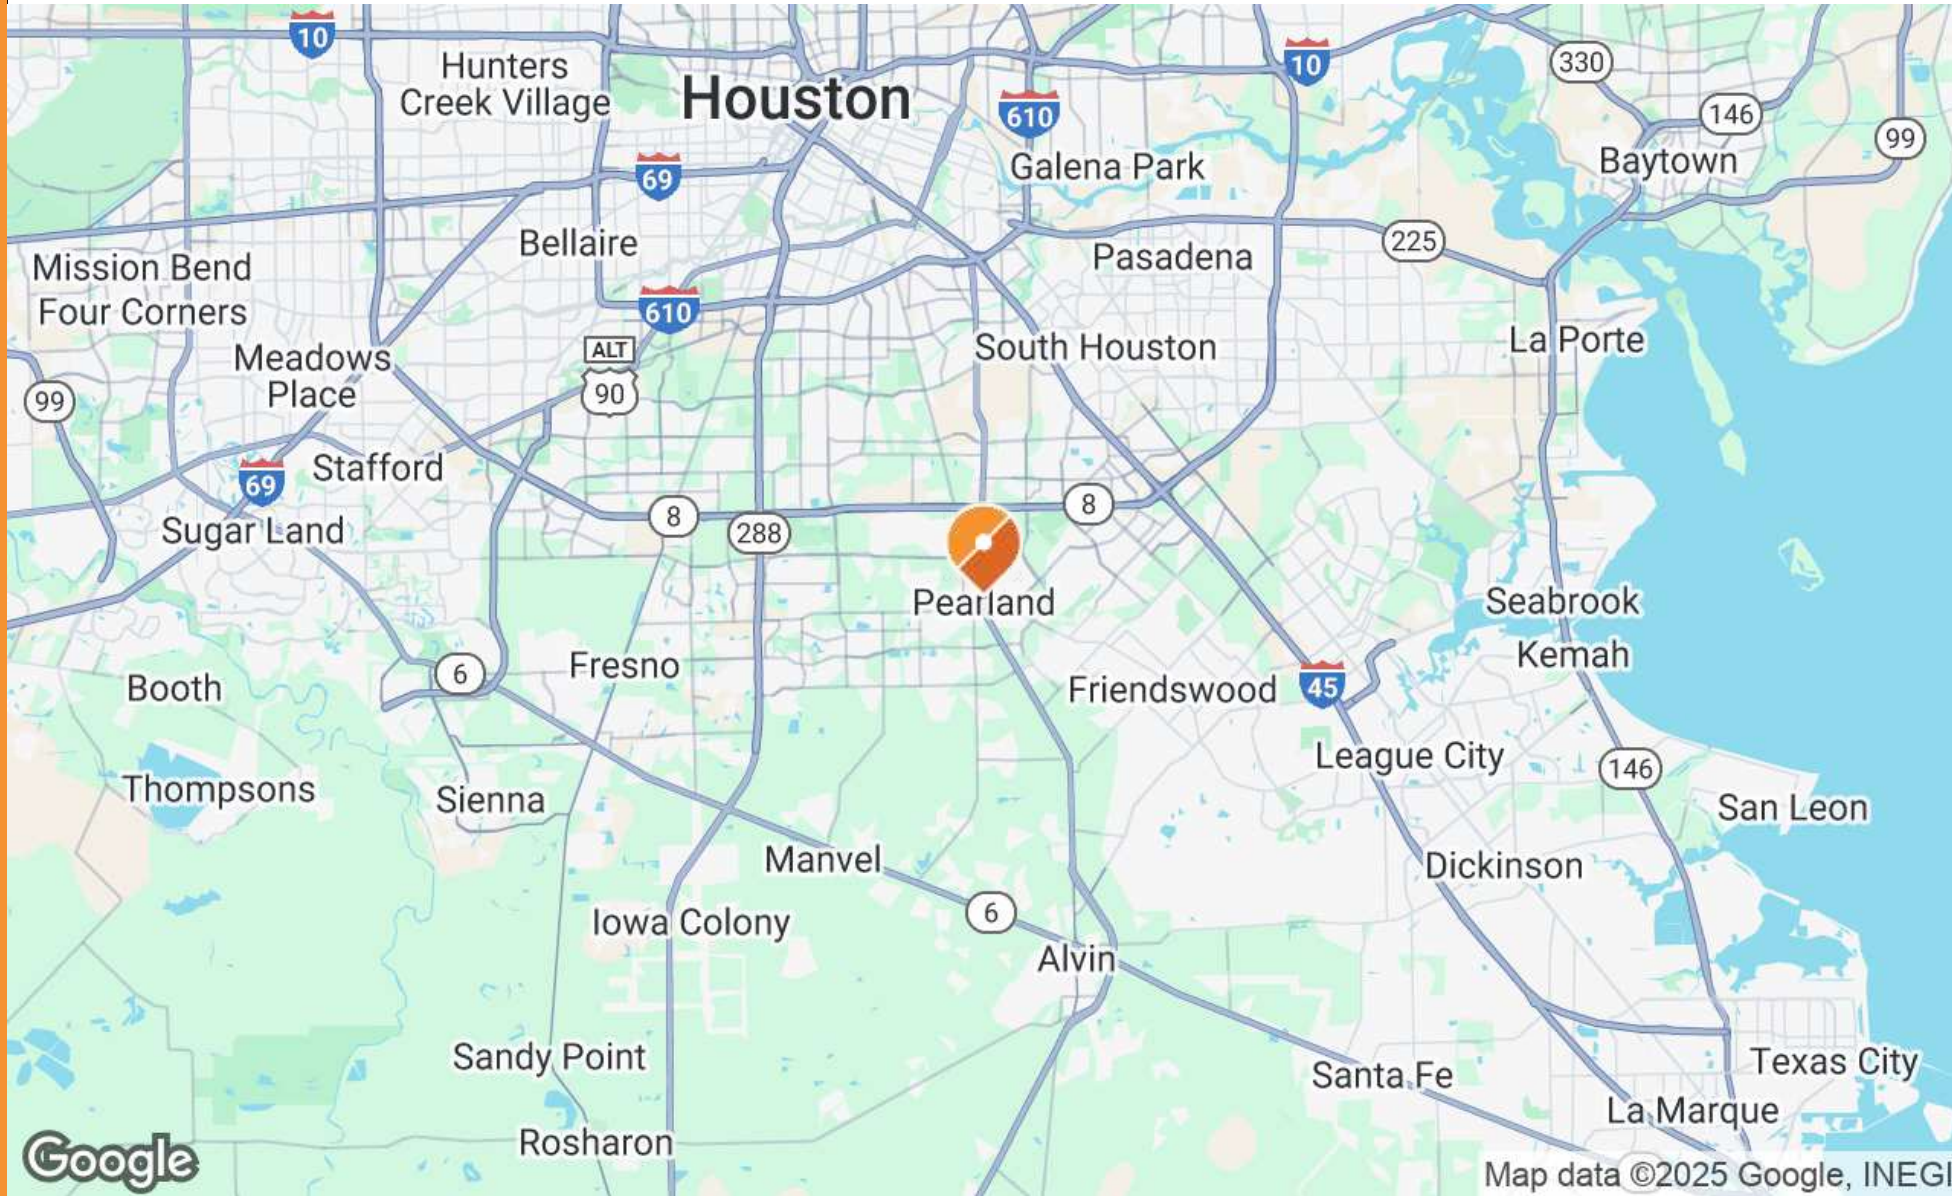 10
Hunters
Creek Village
Houston
610
10
330
146
99
69
Galena Park
Baytown
Bellaire
225
Pasadena
Mission Bend
Four Corners
610
ALT
90
South Houston
La Porte
Meadows
Place
99
Stafford
69
Sugar Land
8
288
8
Pearland
Seabrook
Kemah
6
Fresno
Booth
Friendswood
45
League City
146
Thompsons
Sienna
San Leon
Manvel
Dickinson
Iowa Colony
6
Alvin
Sandy Point
Santa Fe
Texas City
La Marque
Rosharon
Google
Map data ©2025 Google, INEGI